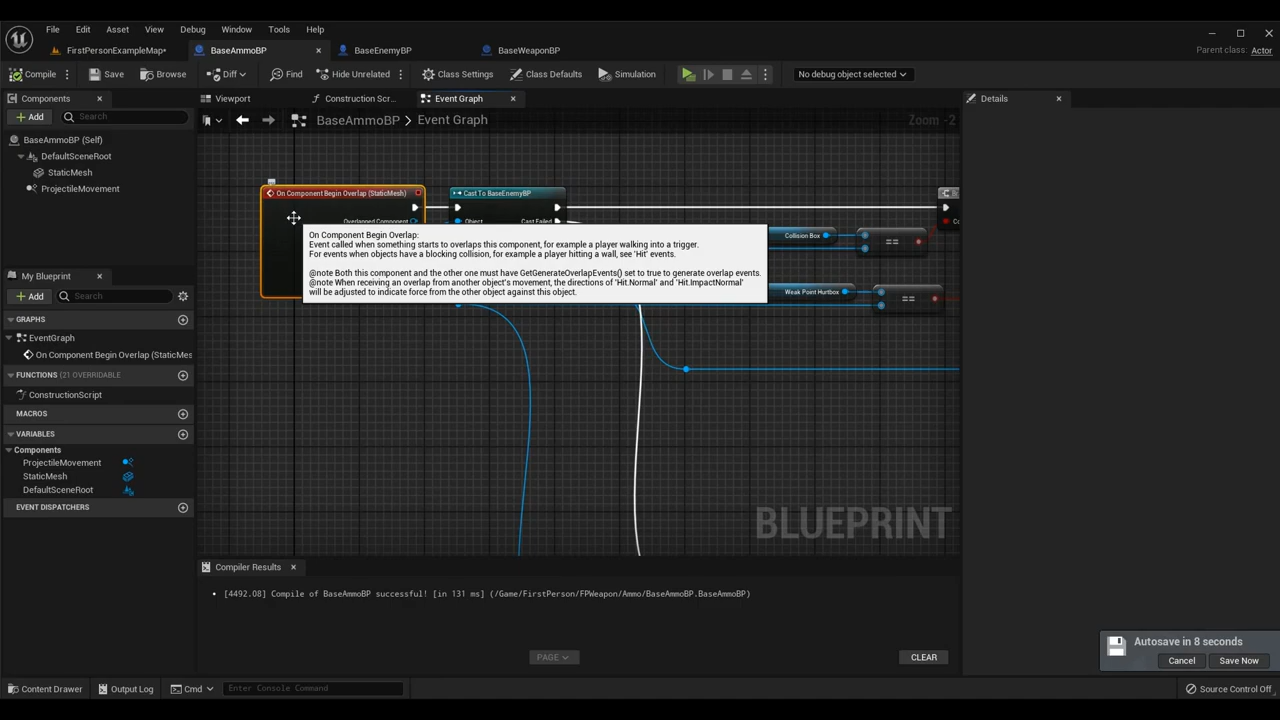 File Edit Asset View Debug Window Tools Help
FirstPersonExampleMap* BaseAmmoBP BaseEnemyBP BaseWeaponBP
Parent class: Actor
Compile Save Browse Diff Find Hide Unrelated Class Settings Class Defaults Simulation No debug object selected
Components
Add Search
BaseAmmoBP (Self)
DefaultSceneRoot
StaticMesh
ProjectileMovement
My Blueprint
Add Search
GRAPHS
EventGraph
On Component Begin Overlap (StaticMes
FUNCTIONS (21 OVERRIDABLE)
ConstructionScript
MACROS
VARIABLES
Components
ProjectileMovement
StaticMesh
DefaultSceneRoot
EVENT DISPATCHERS
Viewport Construction Scr... Event Graph
BaseAmmoBP > Event Graph
Zoom -2
On Component Begin Overlap (StaticMesh)
Overlapped Component
Cast To BaseEnemyBP
Object Cast Failed
Collision Box
==
Weak Point Hurtbox
==
Co
On Component Begin Overlap:
Event called when something starts to overlaps this component, for example a player walking into a trigger.
For events when objects have a blocking collision, for example a player hitting a wall, see 'Hit' events.
@note Both this component and the other one must have GetGenerateOverlapEvents() set to true to generate overlap events.
@note When receiving an overlap from another object's movement, the directions of 'Hit.Normal' and 'Hit.ImpactNormal'
will be adjusted to indicate force from the other object against this object.
BLUEPRINT
Compiler Results
[4492.08] Compile of BaseAmmoBP successful! [in 131 ms] (/Game/FirstPerson/FPWeapon/Ammo/BaseAmmoBP.BaseAmmoBP)
PAGE
CLEAR
Details
Autosave in 8 seconds
Cancel Save Now
Content Drawer Output Log Cmd Enter Console Command Source Control Off